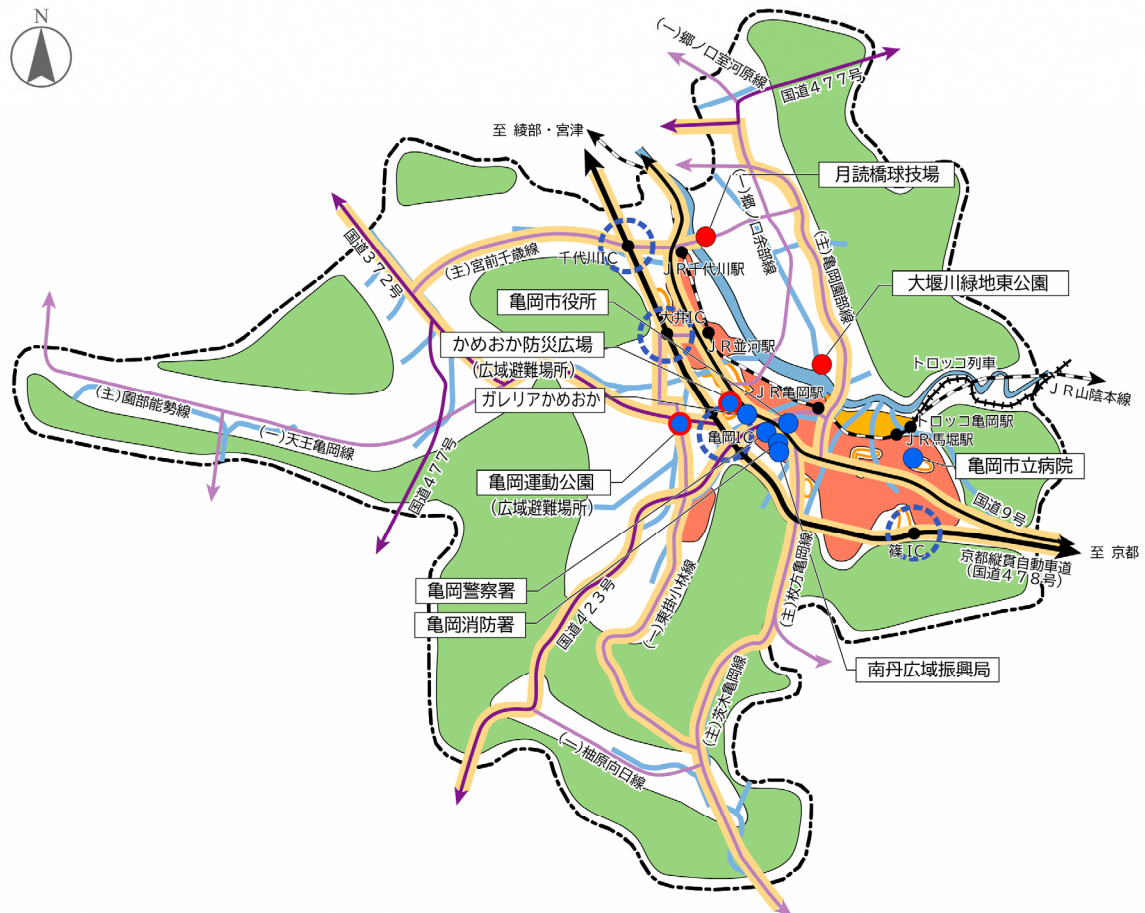 N
(一)郷ノ口室河原線
国道477号
至 綾部・宮津
月読橋球技場
(一)郷ノ口余部線
国道372号
(主)宮前千歳線
千代川IC
JR千代川駅
(主)亀岡園部線
大堰川緑地東公園
亀岡市役所
大井IC
かめおか防災広場
(広域避難場所)
JR並河駅
トロッコ列車
JR山陰本線
ガレリアかめおか
JR亀岡駅
(主)園部能勢線
(一)天王亀岡線
亀岡IC
トロッコ亀岡駅
JR馬堀駅
亀岡市立病院
国道477号
亀岡運動公園
(広域避難場所)
国道9号
篠IC
至 京都
京都縦貫自動車道
(国道478号)
亀岡警察署
亀岡消防署
国道423号
(一)東掛小林線
(主)枚方亀岡線
南丹広域振興局
(主)茨木亀岡線
(一)柚原向日線